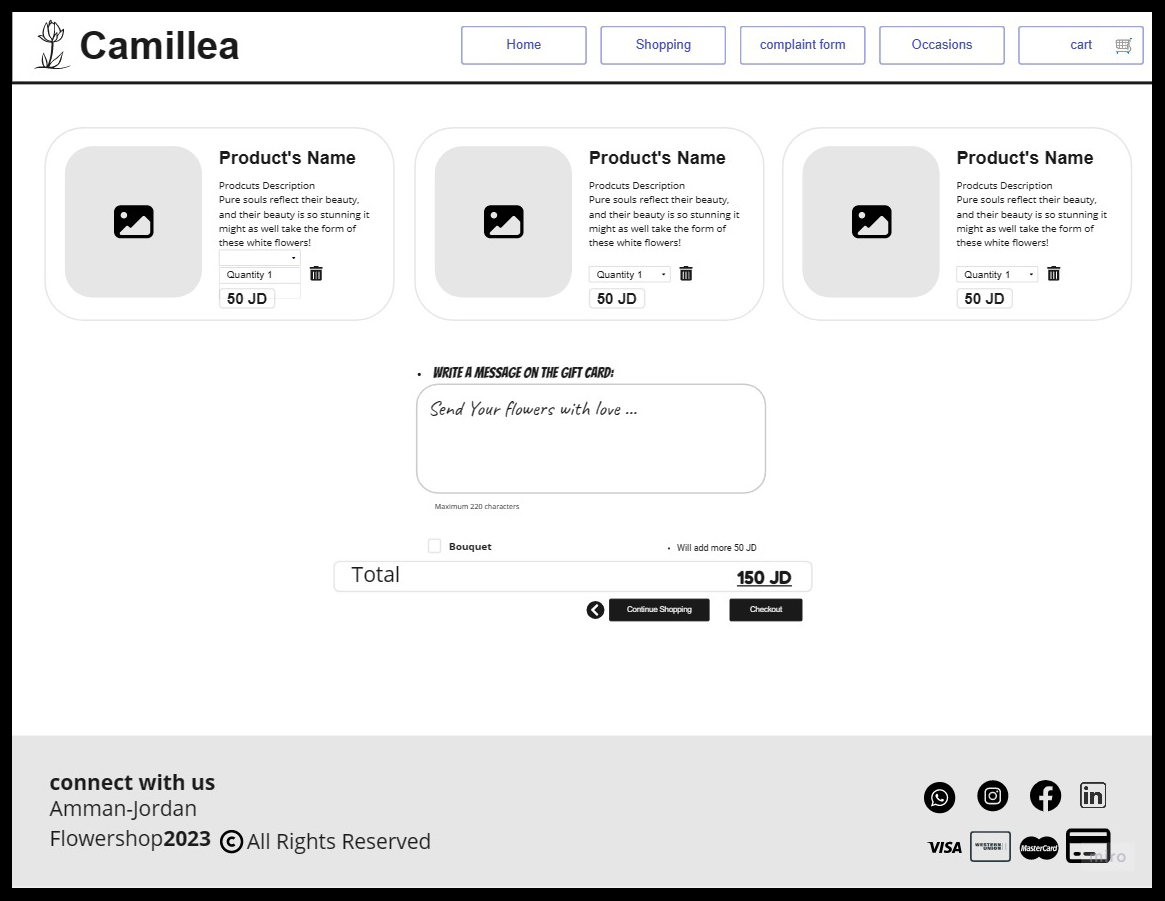 Camillea
Home
Shopping
complaint form
Occasions
cart
Product's Name
Prodcuts Description
Pure souls reflect their beauty,
and their beauty is so stunning it
might as well take the form of
these white flowers!
Quantity 1
50 JD
Product's Name
Prodcuts Description
Pure souls reflect their beauty,
and their beauty is so stunning it
might as well take the form of
these white flowers!
Quantity 1
50 JD
Product's Name
Prodcuts Description
Pure souls reflect their beauty,
and their beauty is so stunning it
might as well take the form of
these white flowers!
Quantity 1
50 JD
• WRITE A MESSAGE ON THE GIFT CARD:
Send Your flowers with love ...
Maximum 220 characters
Bouquet
• Will add more 50 JD
Total
150 JD
Continue Shopping
Checkout
connect with us
Amman-Jordan
Flowershop2023 © All Rights Reserved
in
VISA
WESTERN
UNION
MasterCard
miro